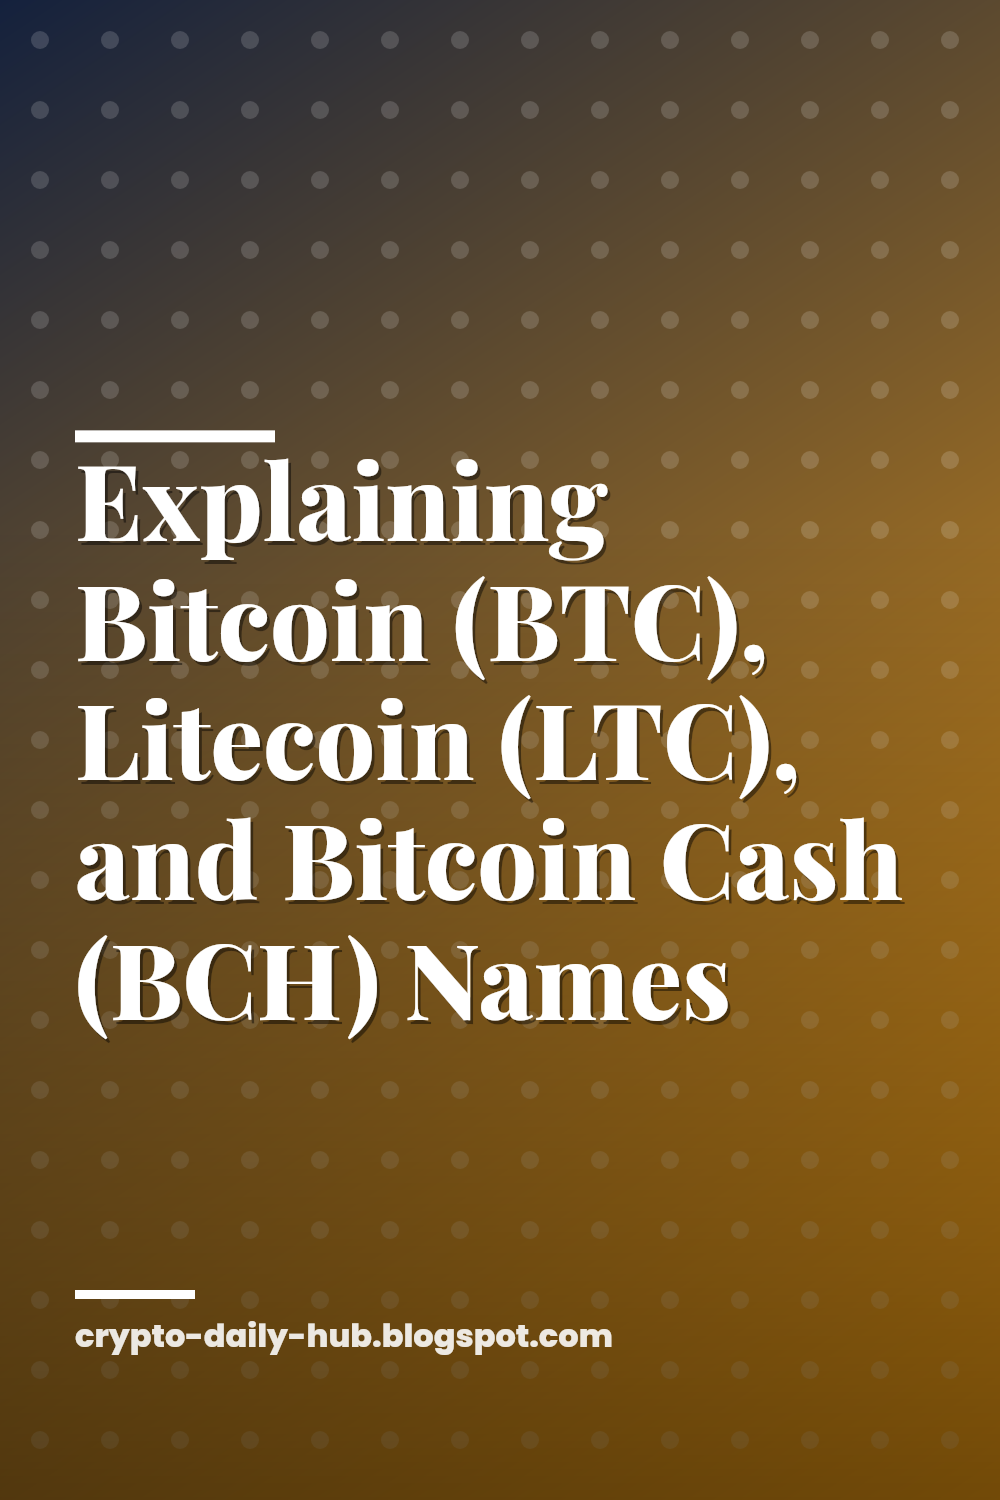 Explaining
Bitcoin (BTC),
Litecoin (LTC),
and Bitcoin Cash
(BCH) Names
crypto-daily-hub.blogspot.com